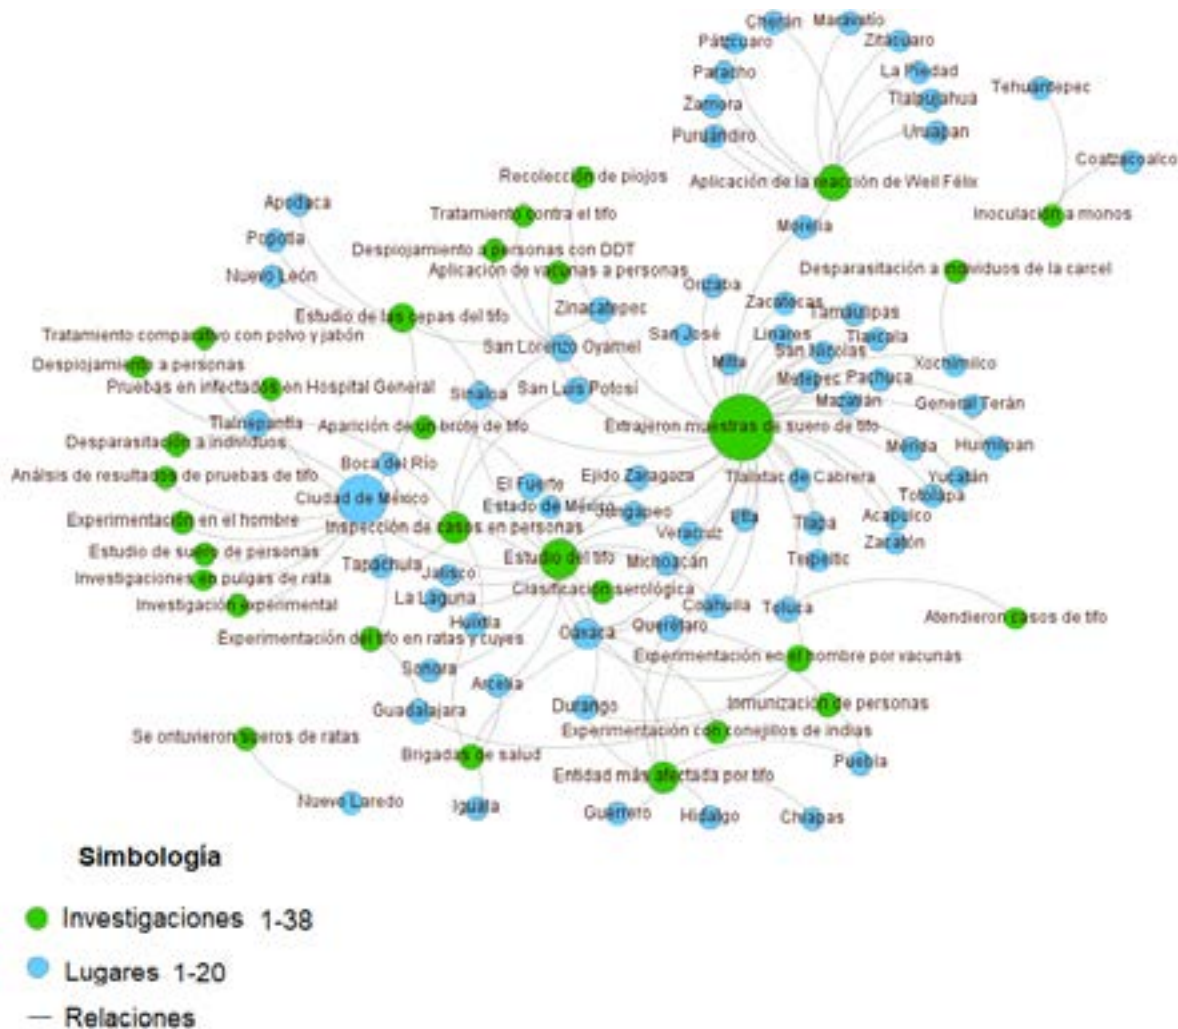 Cherán
Maravatío
Pátzcuaro
Zitácuaro
Paracho
La Piedad
Tehuantepec
Zamora
Tlalpujahua
Puruándiro
Uruapan
Coatzacoalco
Recolección de piojos
Aplicación de la reacción de Weil Félix
Apodaca
Tratamiento contra el tifo
Inoculación a monos
Morelia
Popotla
Despiojamiento a personas con DDT
Nuevo León
Aplicación de vacunas a personas
Desparasitación a individuos de la carcel
Orizaba
Zinacatepec
Zacatecas
Tamaulipas
Estudio de las cepas del tifo
San José
Linares
Tlaxcala
Tratamiento comparativo con polvo y jabón
San Lorenzo Oyamel
San Nicolas
Despiojamiento a personas
Mitla
Xochimilco
Pruebas en infectados en Hospital General
Sinaloa
San Luis Potosí
Metepec
Pachuca
Mazatlán
General Terán
Tlalnepantla
Aparición de un brote de tifo
Extrajeron muestras de suero de tifo
Desparasitación a individuos
Mérida
Huimilpan
Boca del Río
Análsis de resultados de pruebas de tifo
Ejido Zaragoza
Tlalixtac de Cabrera
Yucatán
El Fuerte
Ciudad de México
Totolapa
Estado de México
Jungapeo
Experimentación en el hombre
Inspección de casos en personas
Etla
Tlapa
Acapulco
Veracruz
Zacatón
Estudio de suero de personas
Estudio del tifo
Tapachula
Jalisco
Michoacán
Investigaciones en pulgas de rata
Clasificación serológica
La Laguna
Investigación experimental
Coahuila
Toluca
Atendieron casos de tifo
Huixtla
Oaxaca
Querétaro
Experimentación del tifo en ratas y cuyes
Experimentación en el hombre por vacunas
Sonora
Arcelia
Guadalajara
Durango
Inmunización de personas
Se ontuvieron sueros de ratas
Experimentación con conejillos de indias
Brigadas de salud
Puebla
Entidad más afectada por tifo
Nuevo Laredo
Iguala
Guerrero
Hidalgo
Chiapas
Simbología
Investigaciones 1-38
Lugares 1-20
Relaciones